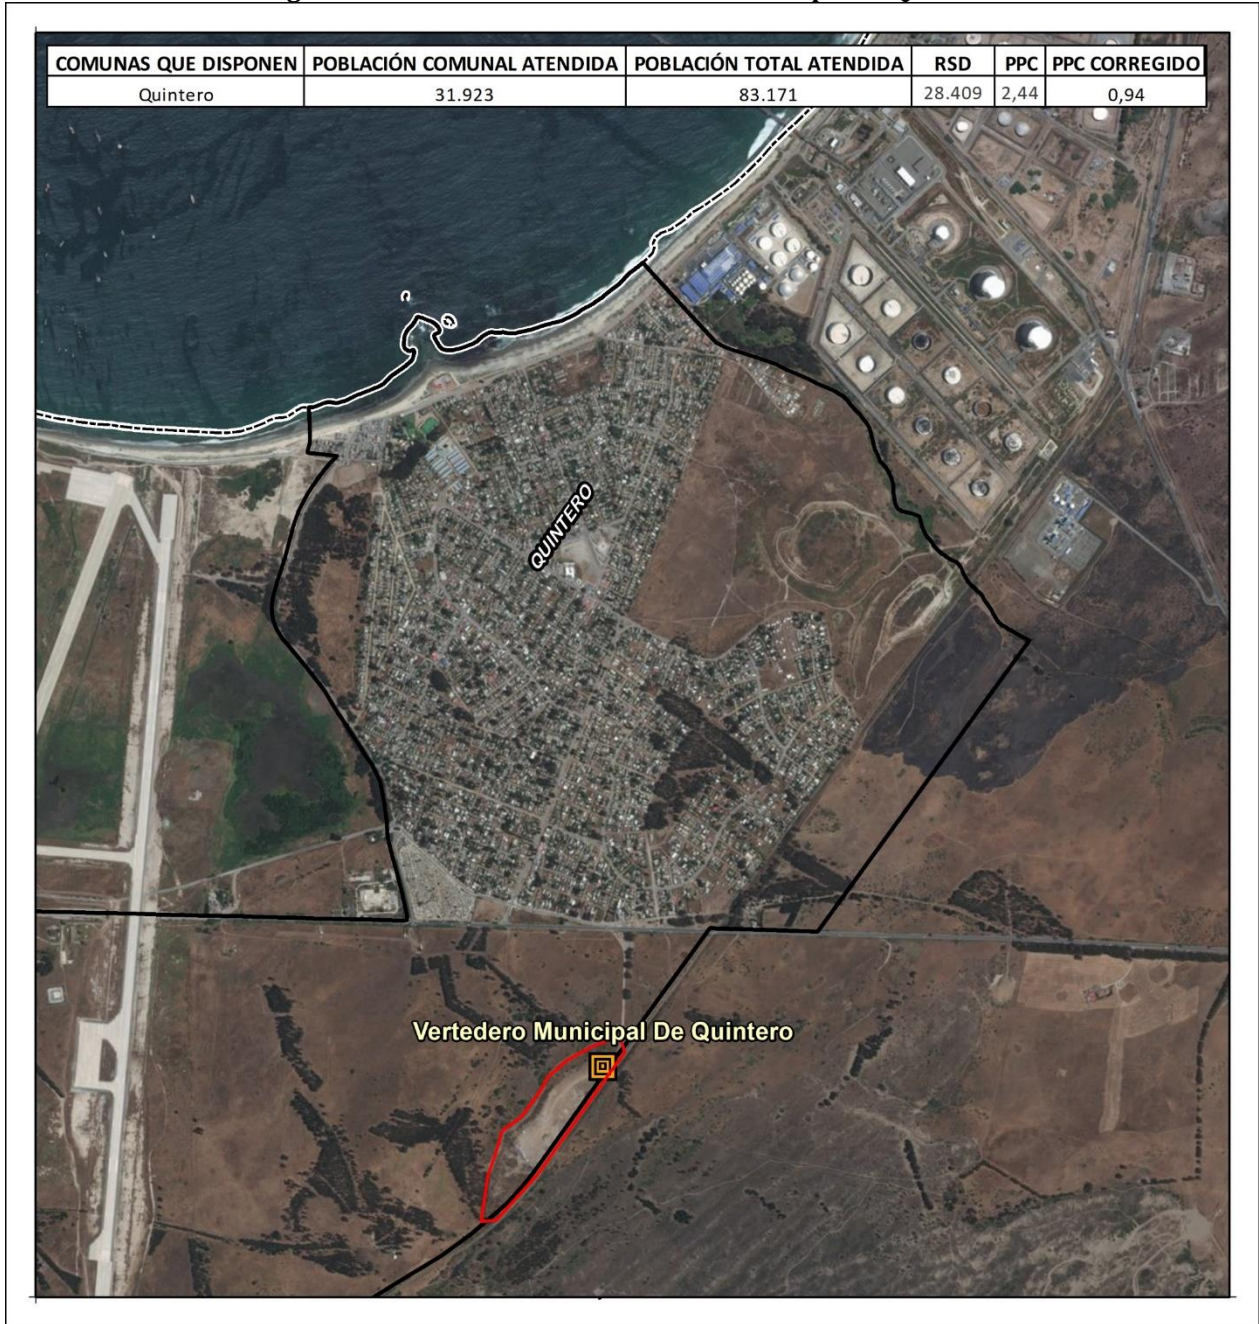 COMUNAS QUE DISPONEN POBLACIÓN COMUNAL ATENDIDA POBLACIÓN TOTAL ATENDIDA RSD PPC PPC CORREGIDO
Quintero 31.923 83.171 28.409 2,44 0,94
QUINTERO
Vertedero Municipal De Quintero